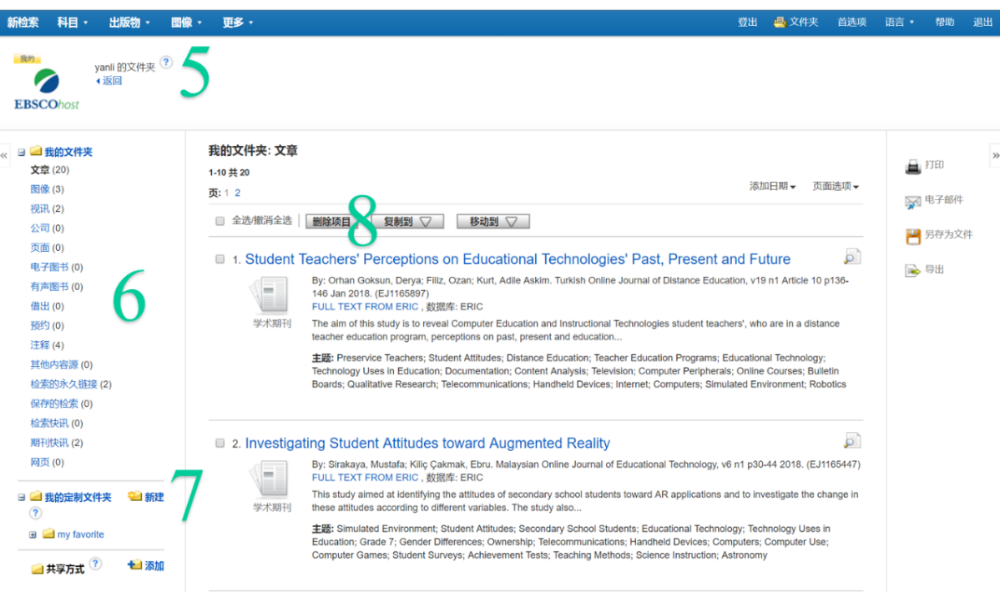 新检索 科目 出版物 图像 更多 登出 文件夹 首选项 语言 帮助 退出
我的
EBSCOhost
yanli 的文件夹 ?
返回
5
« 我的文件夹
文章 (20)
图像 (3)
视讯 (2)
公司 (0)
页面 (0)
电子图书 (0)
有声图书 (0)
借出 (0)
预约 (0)
注释 (4)
其他内容源 (0)
检索的永久链接 (2)
保存的检索 (0)
检索快讯 (0)
期刊快讯 (2)
网页 (0)
6
我的定制文件夹 新建
?
my favorite
7
共享方式 ? 添加
我的文件夹: 文章
1-10 共 20
页: 1 2
添加日期 页面选项
全选/撤消全选 删除项目 复制到 移动到
8
1. Student Teachers' Perceptions on Educational Technologies' Past, Present and Future
学术期刊
By: Orhan Goksun, Derya; Filiz, Ozan; Kurt, Adile Askim. Turkish Online Journal of Distance Education, v19 n1 Article 10 p136-
146 Jan 2018. (EJ1165897)
FULL TEXT FROM ERIC , 数据库: ERIC
The aim of this study is to reveal Computer Education and Instructional Technologies student teachers', who are in a distance
teacher education program, perceptions on past, present and education...
主题: Preservice Teachers; Student Attitudes; Distance Education; Teacher Education Programs; Educational Technology;
Technology Uses in Education; Documentation; Content Analysis; Television; Computer Peripherals; Online Courses; Bulletin
Boards; Qualitative Research; Telecommunications; Handheld Devices; Internet; Computers; Simulated Environment; Robotics
2. Investigating Student Attitudes toward Augmented Reality
学术期刊
By: Sirakaya, Mustafa; Kiliç Çakmak, Ebru. Malaysian Online Journal of Educational Technology, v6 n1 p30-44 2018. (EJ1165447)
FULL TEXT FROM ERIC , 数据库: ERIC
This study aimed at identifying the attitudes of secondary school students toward AR applications and to investigate the change in
these attitudes according to different variables. The study also...
主题: Simulated Environment; Student Attitudes; Secondary School Students; Educational Technology; Technology Uses in
Education; Grade 7; Gender Differences; Ownership; Telecommunications; Handheld Devices; Computers; Computer Use;
Computer Games; Student Surveys; Achievement Tests; Teaching Methods; Science Instruction; Astronomy
»
打印
电子邮件
另存为文件
导出